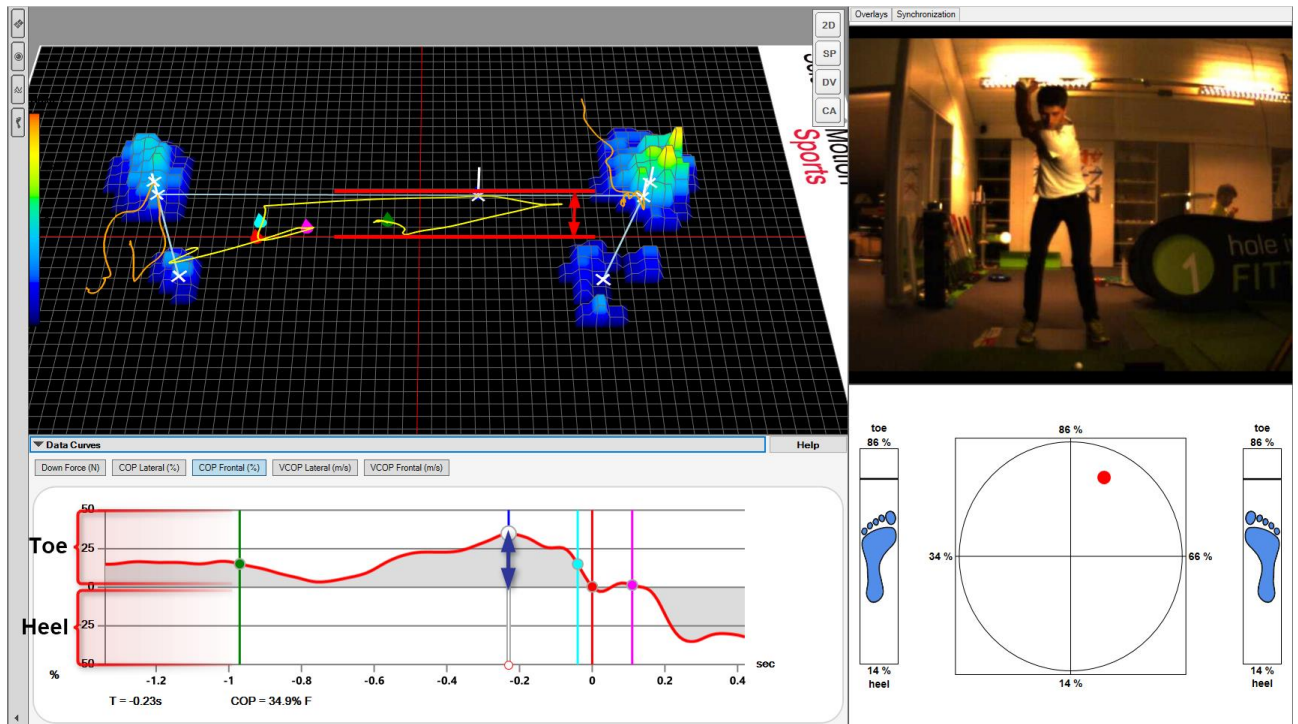 2D
SP
DV
CA
Motion
Sports
Overlays Synchronization
hole in
1
FITT
Data Curves
Help
Down Force (N)
COP Lateral (%)
COP Frontal (%)
VCOP Lateral (m/s)
VCOP Frontal (m/s)
50
Toe
25
0
Heel
25
50
%
-1.2
-1
-0.8
-0.6
-0.4
-0.2
0
0.2
0.4
sec
T = -0.23s
COP = 34.9% F
toe
86 %
14 %
heel
86 %
34 %
66 %
14 %
toe
86 %
14 %
heel